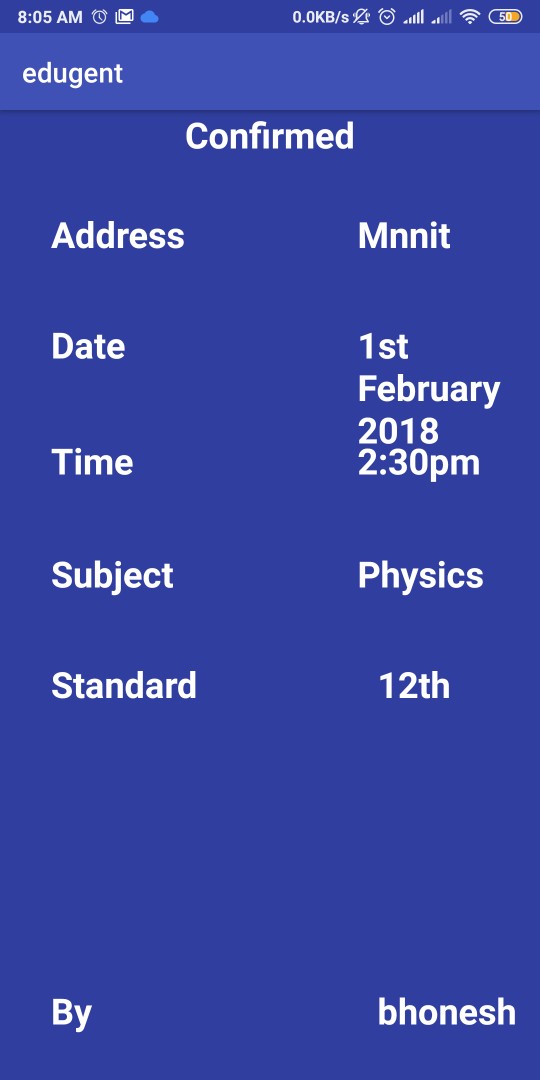 8:05 AM 0.0KB/s 50
edugent
Confirmed
Address Mnnit
Date 1st
February
2018
Time 2:30pm
Subject Physics
Standard 12th
By bhonesh